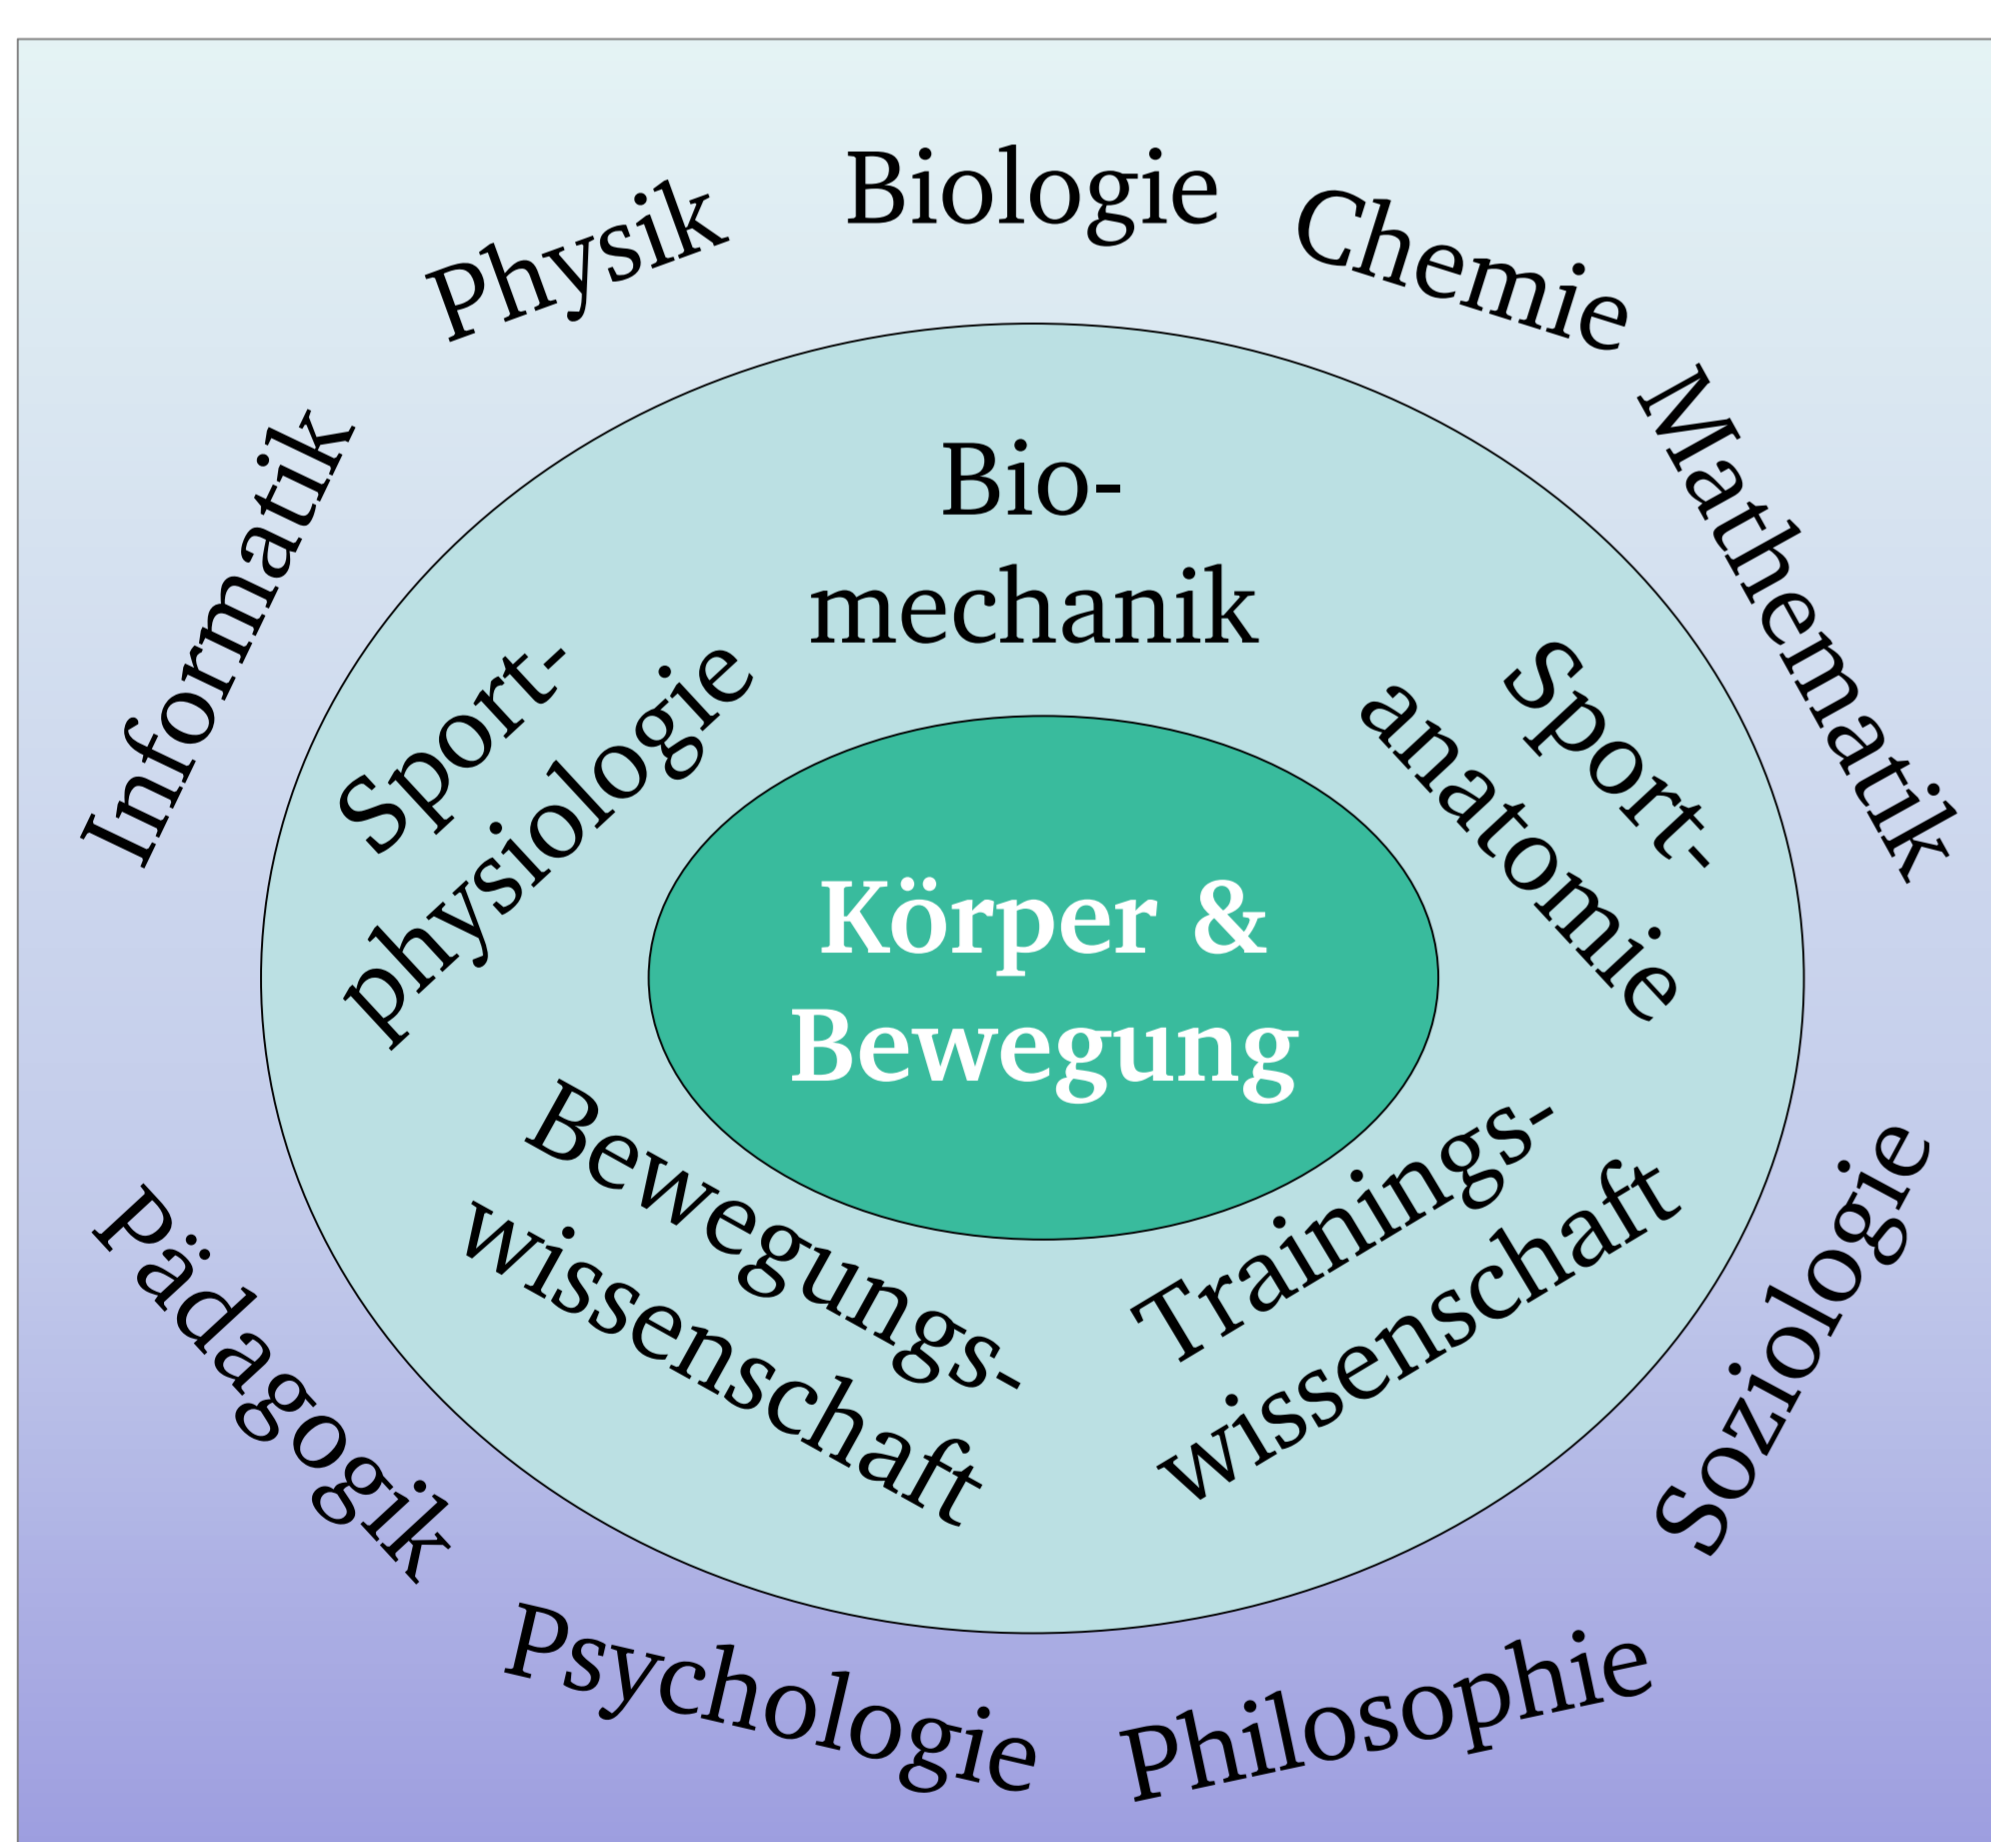 Biologie
Physik
Chemie
Informatik
Mathematik
Bio-
mechanik
Sport-
physiologie
Sport-
anatomie
Körper &
Bewegung
Bewegungs-
wissenschaft
Trainings-
wissenschaft
Pädagogik
Soziologie
Psychologie
Philosophie